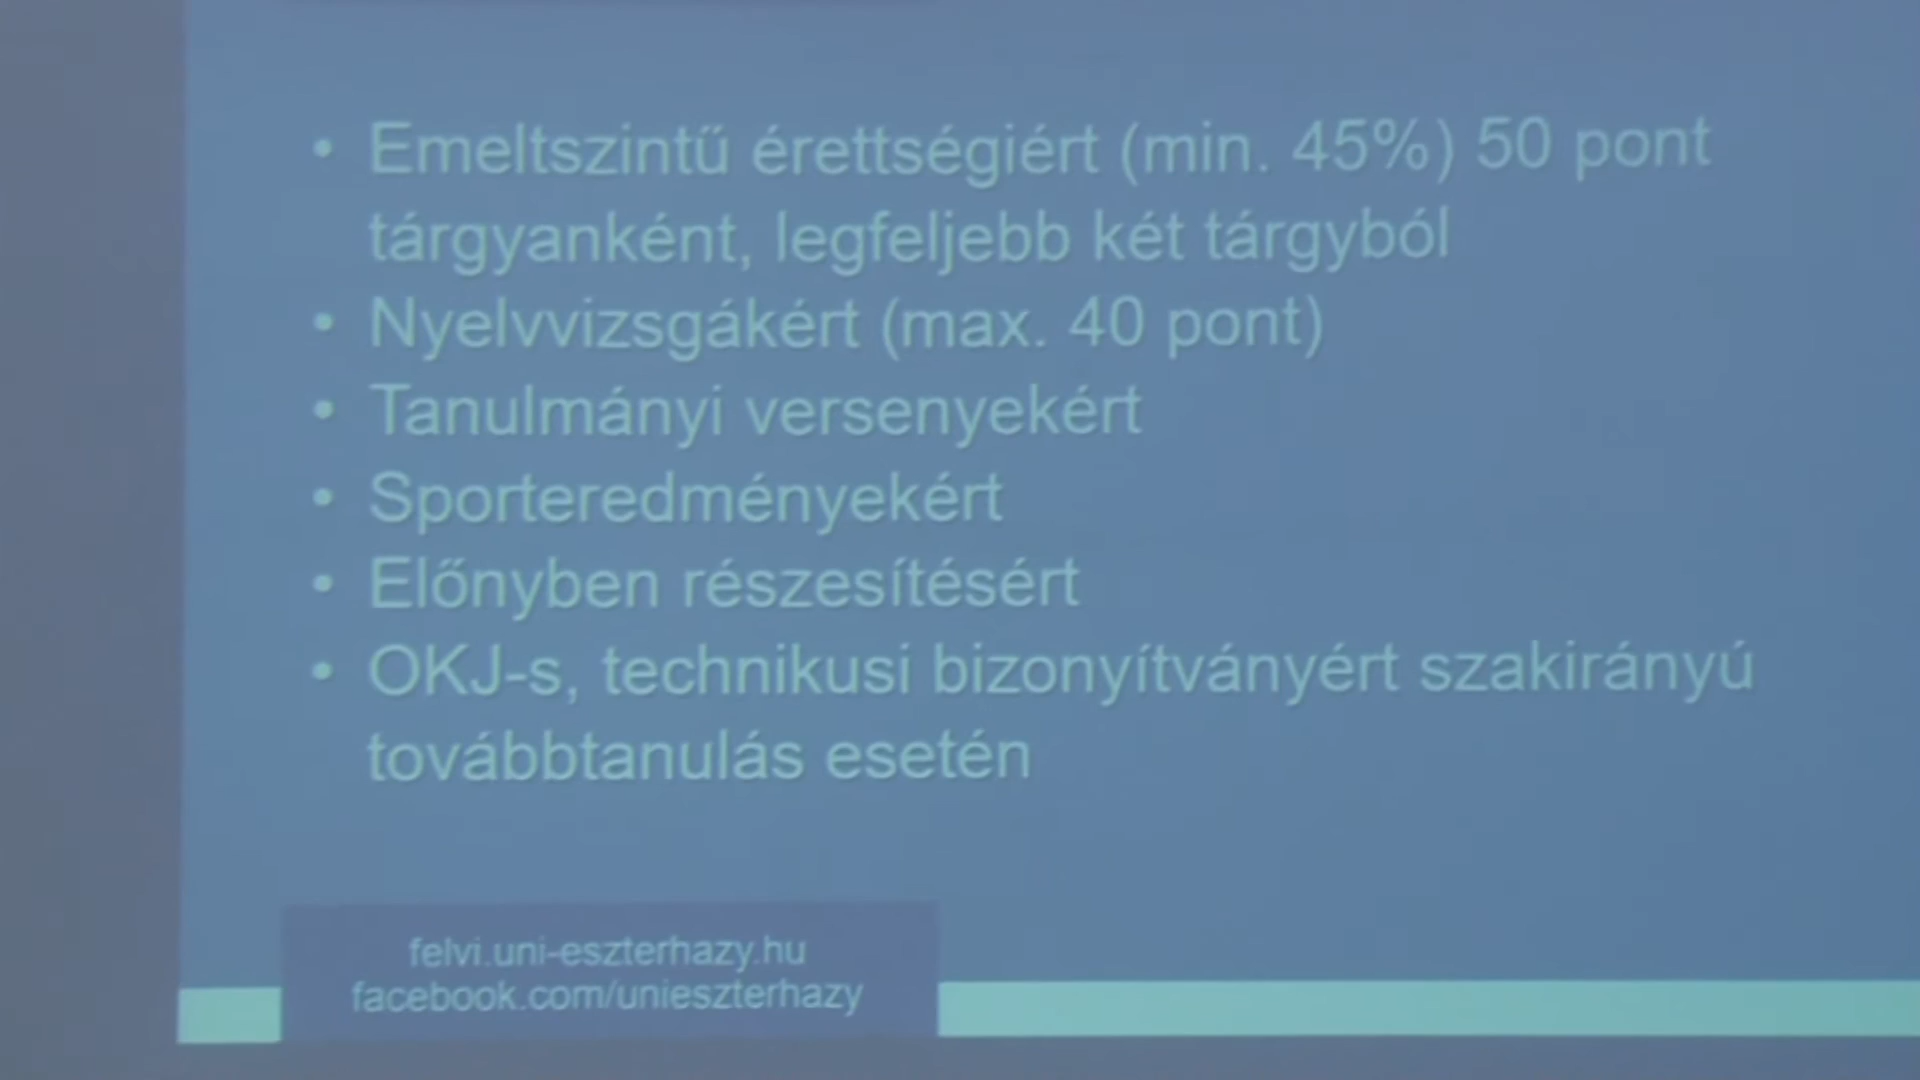 • Emeltszintű érettségiért (min. 45%) 50 pont
tárgyanként, legfeljebb két tárgyból
• Nyelvvizsgákért (max. 40 pont)
• Tanulmányi versenyekért
• Sporteredményekért
• Előnyben részesítésért
• OKJ-s, technikusi bizonyítványért szakirányú
továbbtanulás esetén
felvi.uni-eszterhazy.hu
facebook.com/unieszterhazy